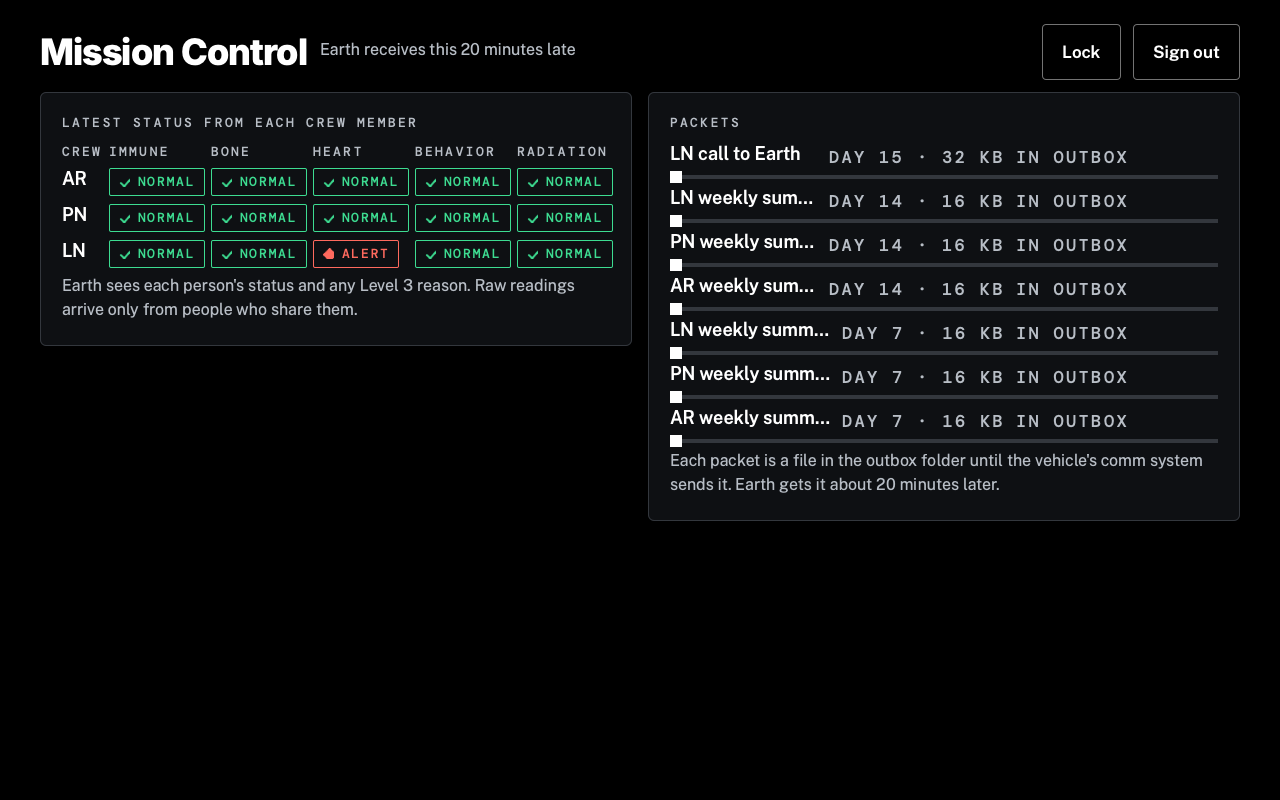 Mission Control
Earth receives this 20 minutes late
Lock
Sign out
LATEST STATUS FROM EACH CREW MEMBER
CREW IMMUNE BONE HEART BEHAVIOR RADIATION
AR NORMAL NORMAL NORMAL NORMAL NORMAL
PN NORMAL NORMAL NORMAL NORMAL NORMAL
LN NORMAL NORMAL ALERT NORMAL NORMAL
Earth sees each person's status and any Level 3 reason. Raw readings
arrive only from people who share them.
PACKETS
LN call to Earth DAY 15 · 32 KB IN OUTBOX
LN weekly sum... DAY 14 · 16 KB IN OUTBOX
PN weekly sum... DAY 14 · 16 KB IN OUTBOX
AR weekly sum... DAY 14 · 16 KB IN OUTBOX
LN weekly summ... DAY 7 · 16 KB IN OUTBOX
PN weekly summ... DAY 7 · 16 KB IN OUTBOX
AR weekly summ... DAY 7 · 16 KB IN OUTBOX
Each packet is a file in the outbox folder until the vehicle's comm system
sends it. Earth gets it about 20 minutes later.